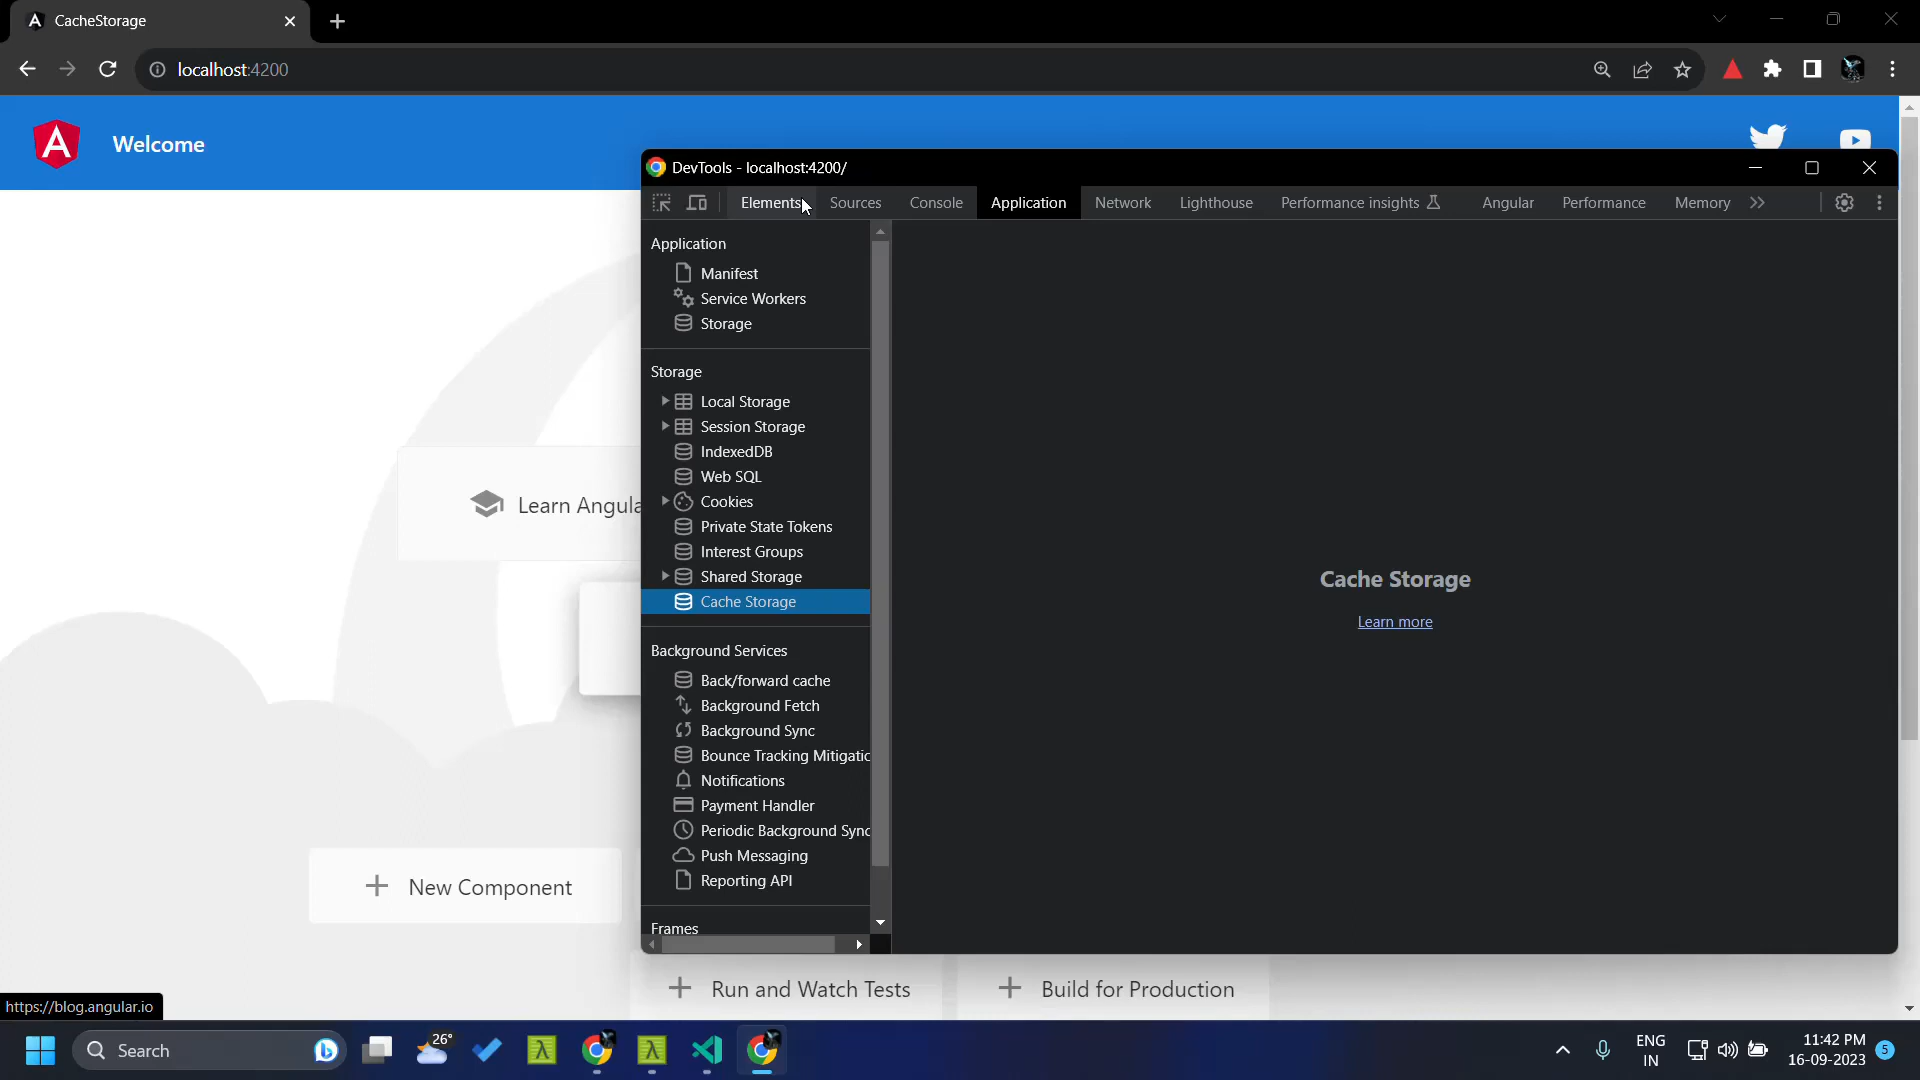 CacheStorage
localhost:4200
Welcome
DevTools - localhost:4200/
Elements Sources Console Application Network Lighthouse Performance insights Angular Performance Memory
Application
Manifest
Service Workers
Storage
Storage
Local Storage
Session Storage
IndexedDB
Web SQL
Cookies
Private State Tokens
Interest Groups
Shared Storage
Cache Storage
Background Services
Back/forward cache
Background Fetch
Background Sync
Bounce Tracking Mitigatic
Notifications
Payment Handler
Periodic Background Sync
Push Messaging
Reporting API
Frames
Cache Storage
Learn more
Learn Angula
New Component
Run and Watch Tests
Build for Production
https://blog.angular.io
Search
26°
ENG
IN
11:42 PM
16-09-2023
5